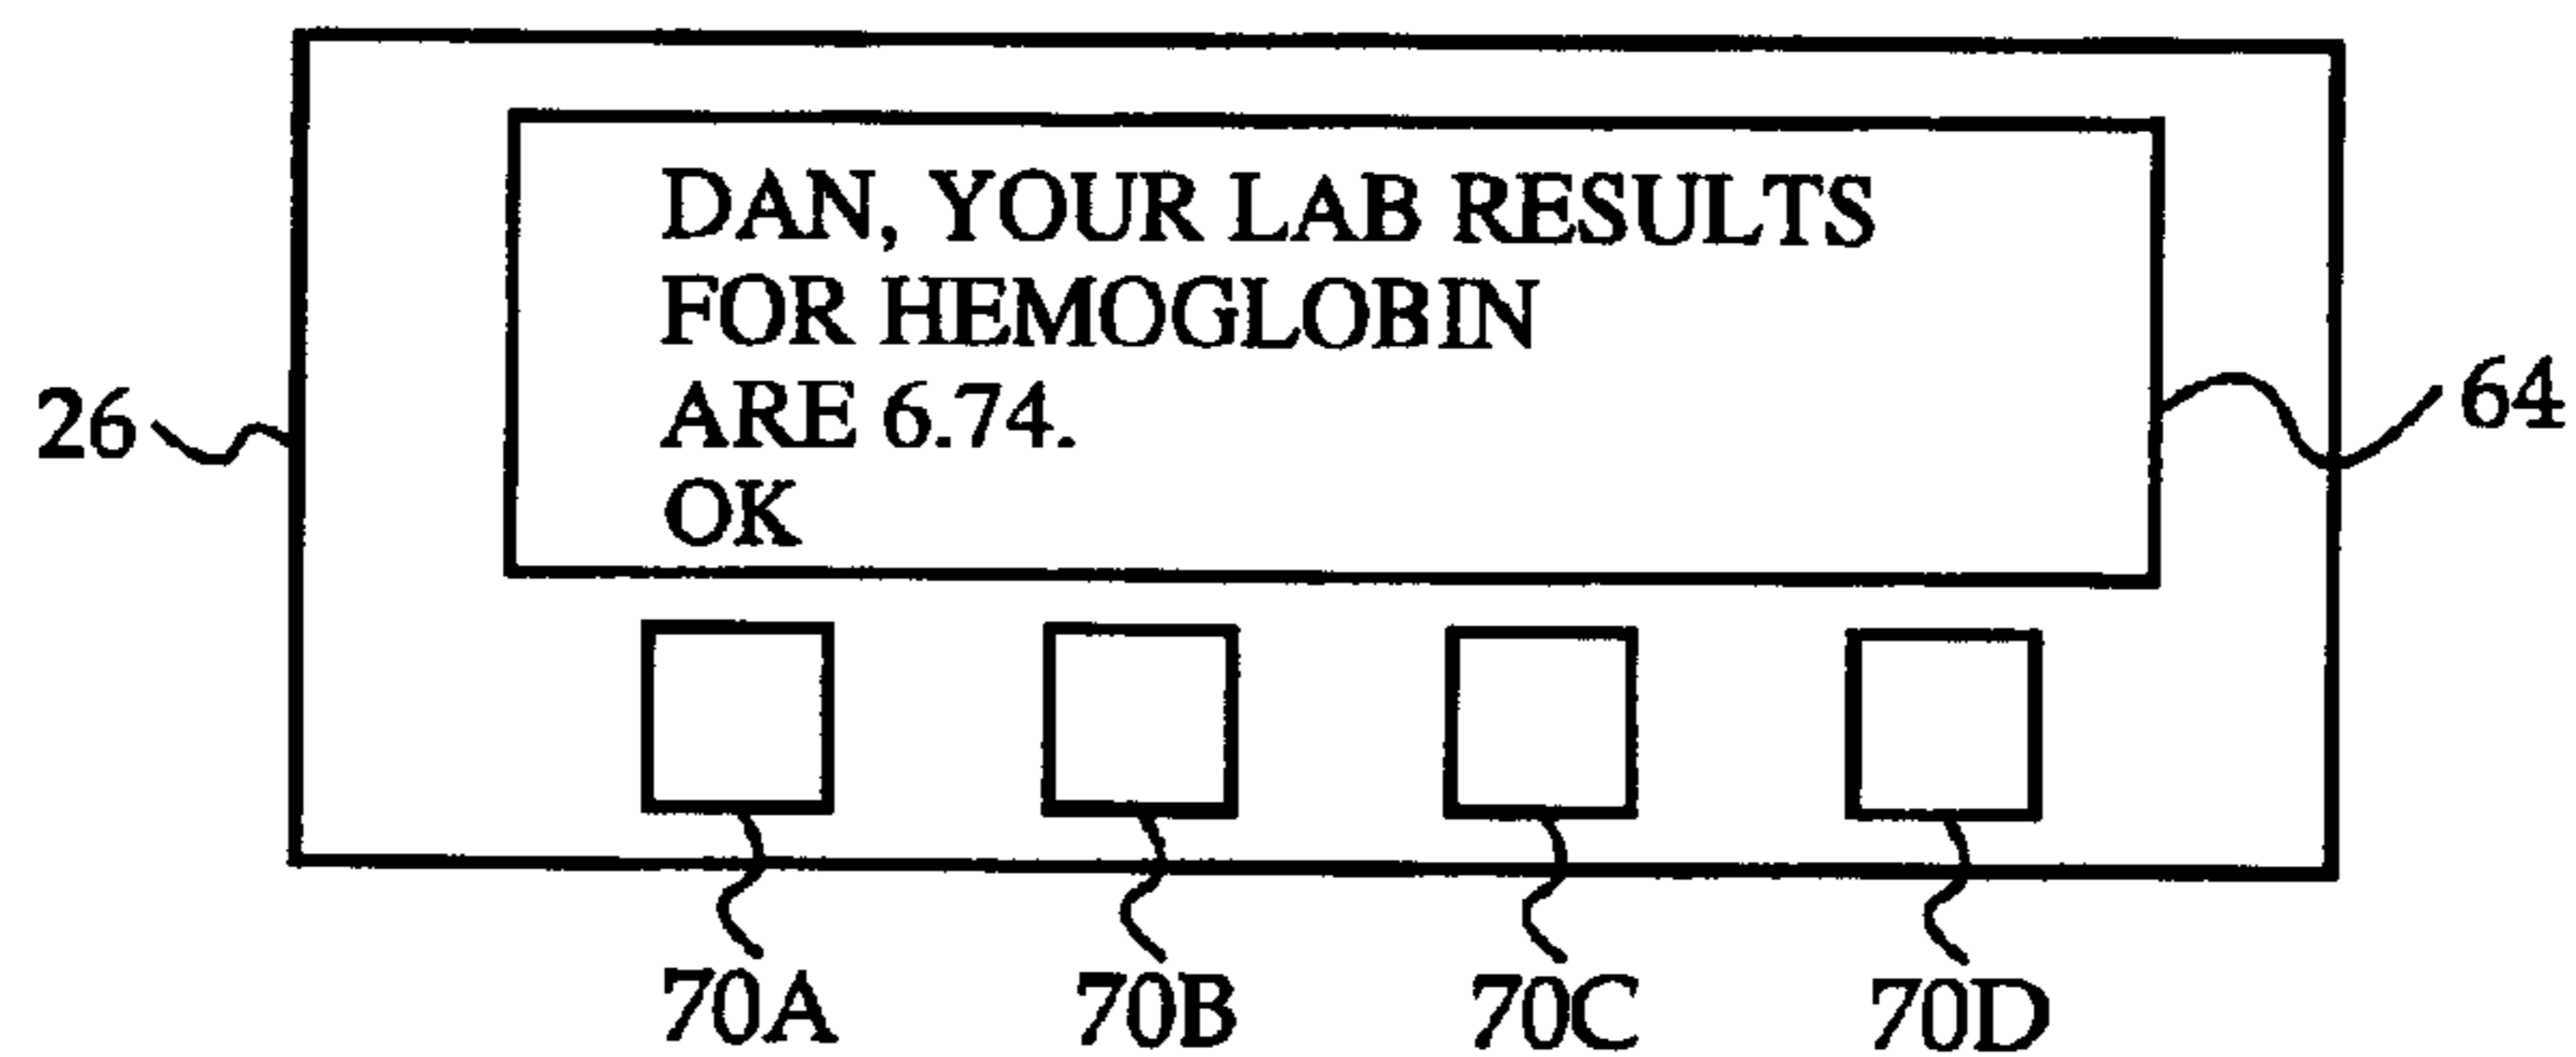 DAN, YOUR LAB RESULTS
FOR HEMOGLOBIN
ARE 6.74.
OK
26
64
70A 70B 70C 70D